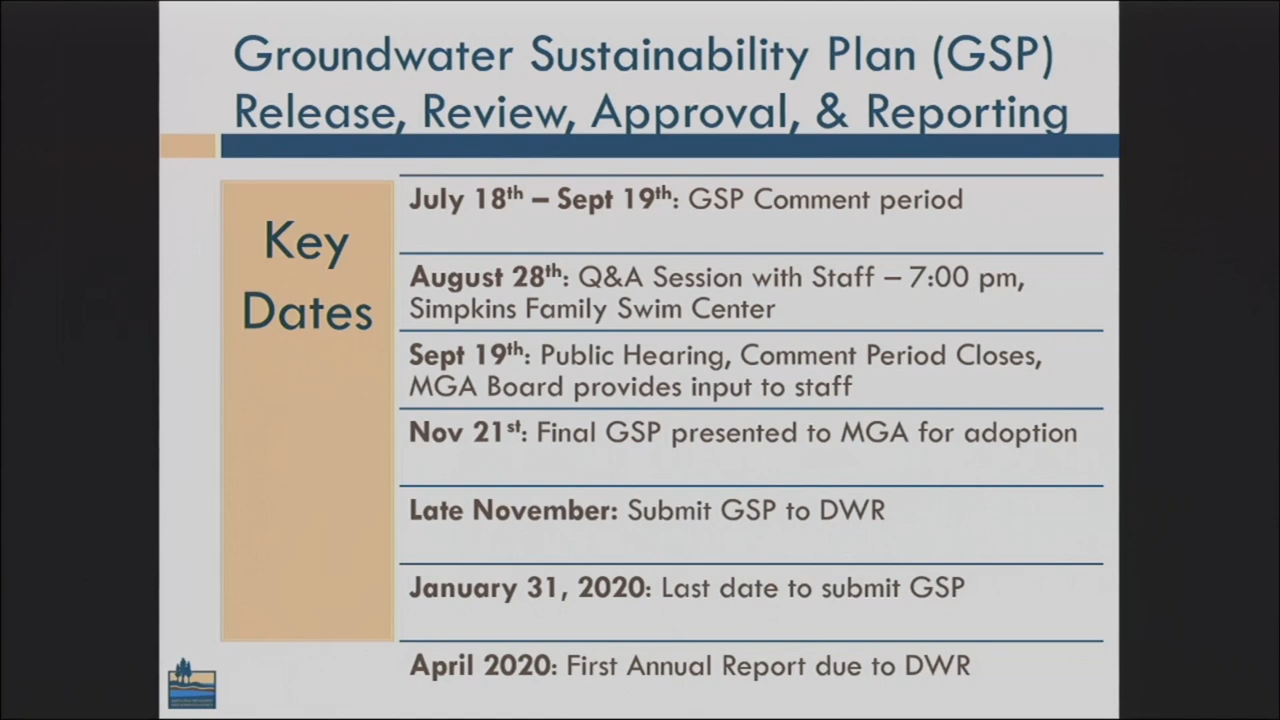 Groundwater Sustainability Plan (GSP)
Release, Review, Approval, & Reporting
Key
Dates
July 18th – Sept 19th: GSP Comment period
August 28th: Q&A Session with Staff – 7:00 pm,
Simpkins Family Swim Center
Sept 19th: Public Hearing, Comment Period Closes,
MGA Board provides input to staff
Nov 21st: Final GSP presented to MGA for adoption
Late November: Submit GSP to DWR
January 31, 2020: Last date to submit GSP
April 2020: First Annual Report due to DWR